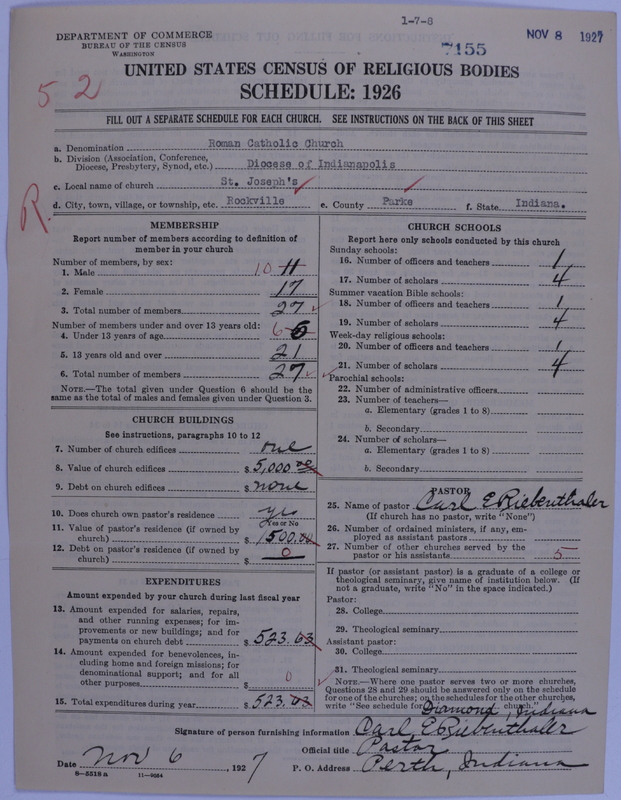 1-7-8
DEPARTMENT OF COMMERCE
BUREAU OF THE CENSUS
WASHINGTON
7155
NOV 8 1927
UNITED STATES CENSUS OF RELIGIOUS BODIES
SCHEDULE: 1926
52
FILL OUT A SEPARATE SCHEDULE FOR EACH CHURCH. SEE INSTRUCTIONS ON THE BACK OF THIS SHEET
a. Denomination Roman Catholic Church
b. Division (Association, Conference, Diocese, Presbytery, Synod, etc.) Diocese of Indianapolis
c. Local name of church St. Joseph's
R.
d. City, town, village, or township, etc. Rockville e. County Parke f. State Indiana.
MEMBERSHIP
Report number of members according to definition of
member in your church
Number of members, by sex:
1. Male 10 11
2. Female 17
3. Total number of members 27
Number of members under and over 13 years old:
4. Under 13 years of age 6 6
5. 13 years old and over 21
6. Total number of members 27
NOTE.—The total given under Question 6 should be the
same as the total of males and females given under Question 3.
CHURCH BUILDINGS
See instructions, paragraphs 10 to 12
7. Number of church edifices one
8. Value of church edifices $ 5,000.00
9. Debt on church edifices $ none
10. Does church own pastor's residence yes
Yes or No
11. Value of pastor's residence (if owned by
church) $ 1500.00
12. Debt on pastor's residence (if owned by
church) $ 0
EXPENDITURES
Amount expended by your church during last fiscal year
13. Amount expended for salaries, repairs,
and other running expenses; for im-
provements or new buildings; and for
payments on church debt $ 523.63
14. Amount expended for benevolences, in-
cluding home and foreign missions; for
denominational support; and for all
other purposes $ 0
15. Total expenditures during year $ 523.63
CHURCH SCHOOLS
Report here only schools conducted by this church
Sunday schools:
16. Number of officers and teachers 1
17. Number of scholars 4
Summer vacation Bible schools:
18. Number of officers and teachers 1
19. Number of scholars 4
Week-day religious schools:
20. Number of officers and teachers 1
21. Number of scholars 4
Parochial schools:
22. Number of administrative officers
23. Number of teachers—
a. Elementary (grades 1 to 8)
b. Secondary
24. Number of scholars—
a. Elementary (grades 1 to 8)
b. Secondary
PASTOR
25. Name of pastor Carl E Riebenthaler
(If church has no pastor, write "None")
26. Number of ordained ministers, if any, em-
ployed as assistant pastors
27. Number of other churches served by the
pastor or his assistants 5
If pastor (or assistant pastor) is a graduate of a college or
theological seminary, give name of institution below. (If
not a graduate, write "No" in the space indicated.)
Pastor:
28. College
29. Theological seminary
Assistant pastor:
30. College
31. Theological seminary
NOTE.—Where one pastor serves two or more churches,
Questions 28 and 29 should be answered only on the schedule
for one of the churches; on the schedules for the other churches,
write "See schedule for Diamond, Indiana church."
Signature of person furnishing information Carl E Riebenthaler
Official title Pastor
Date Nov 6, 1927 P. O. Address Perth, Indiana
8-5518 a 11-9034